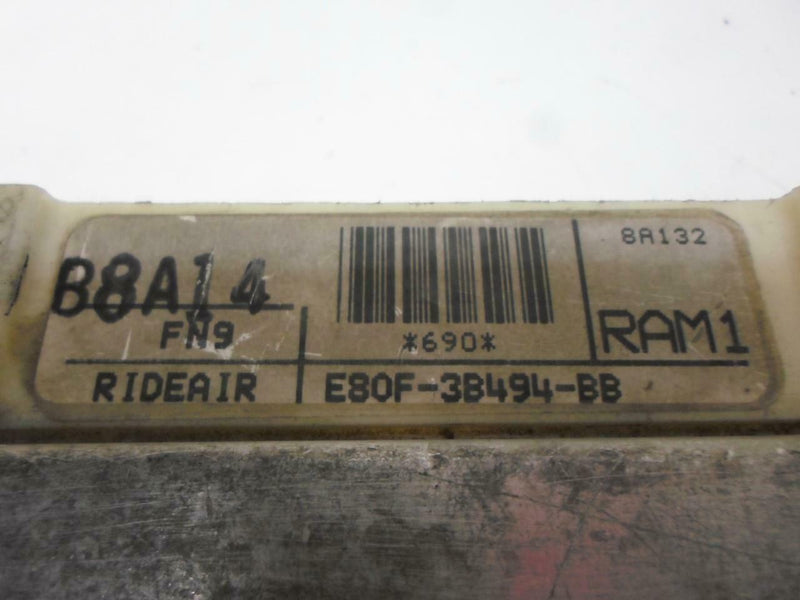 B8A14
8A132
FN9
*690*
RAM1
RIDEAIR
E80F-3B494-BB